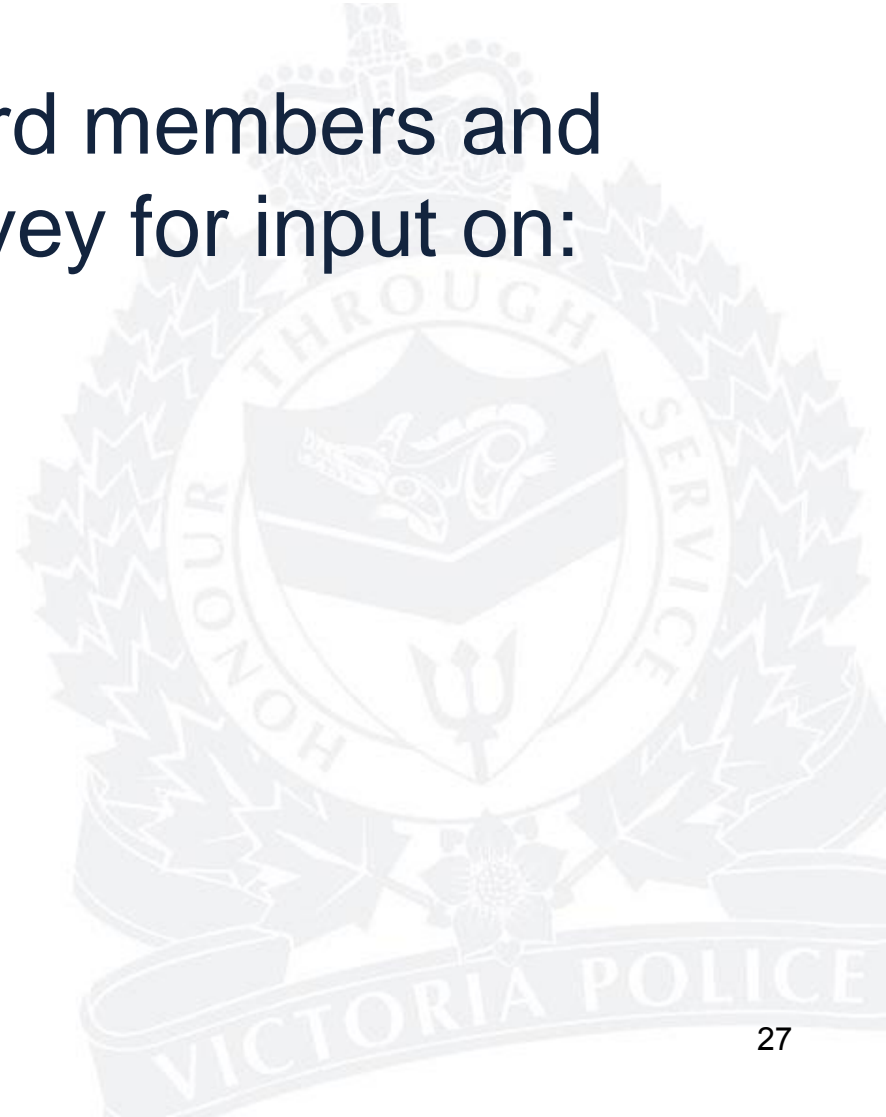 rd members and
vey for input on:
HONOUR THROUGH SERVICE
VICTORIA POLICE
27